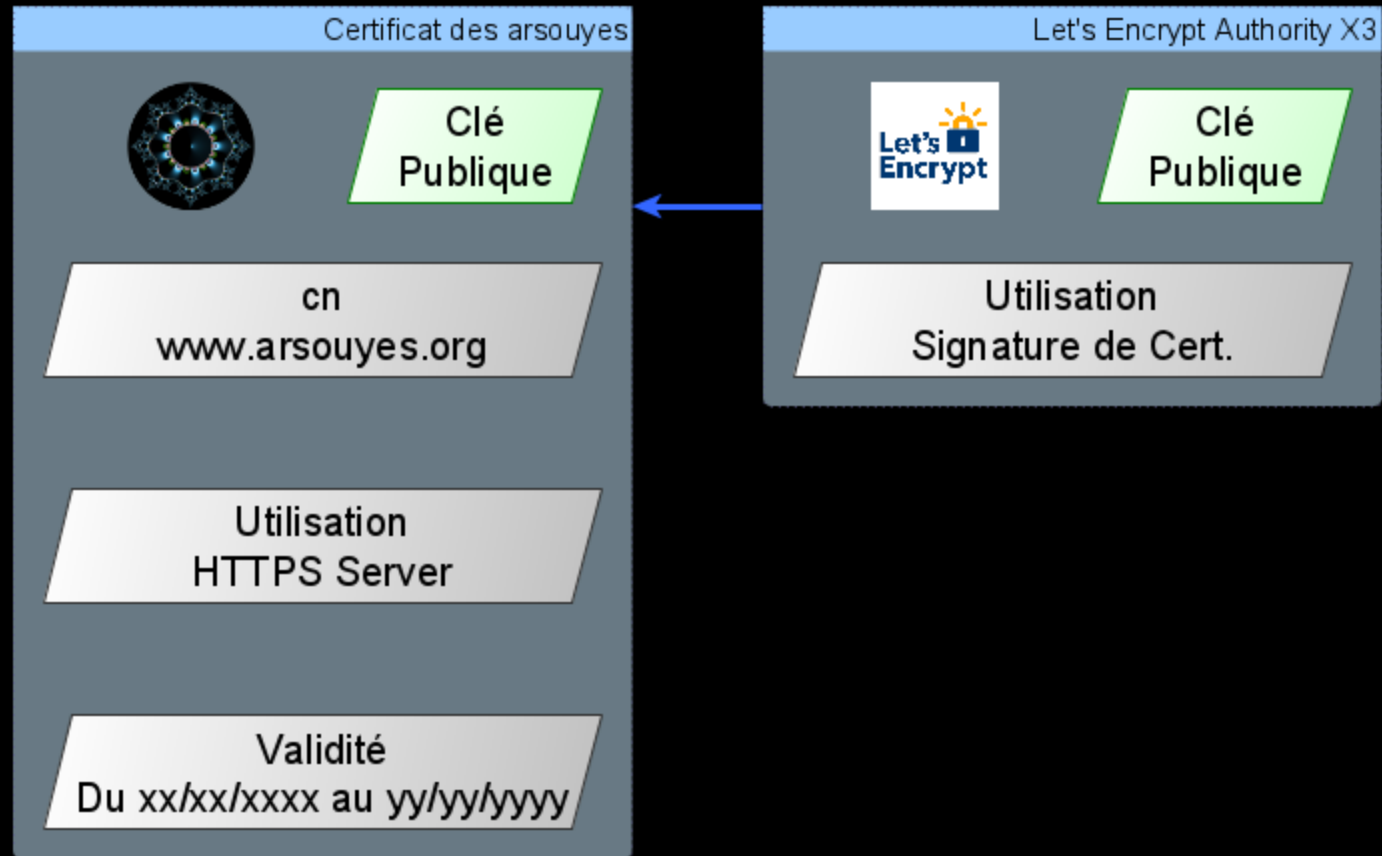 Certificat des arsouyes
Clé
Publique
cn
www.arsouyes.org
Utilisation
HTTPS Server
Validité
Du xx/xx/xxxx au yy/yy/yyyy
Let's Encrypt Authority X3
Let's
Encrypt
Clé
Publique
Utilisation
Signature de Cert.